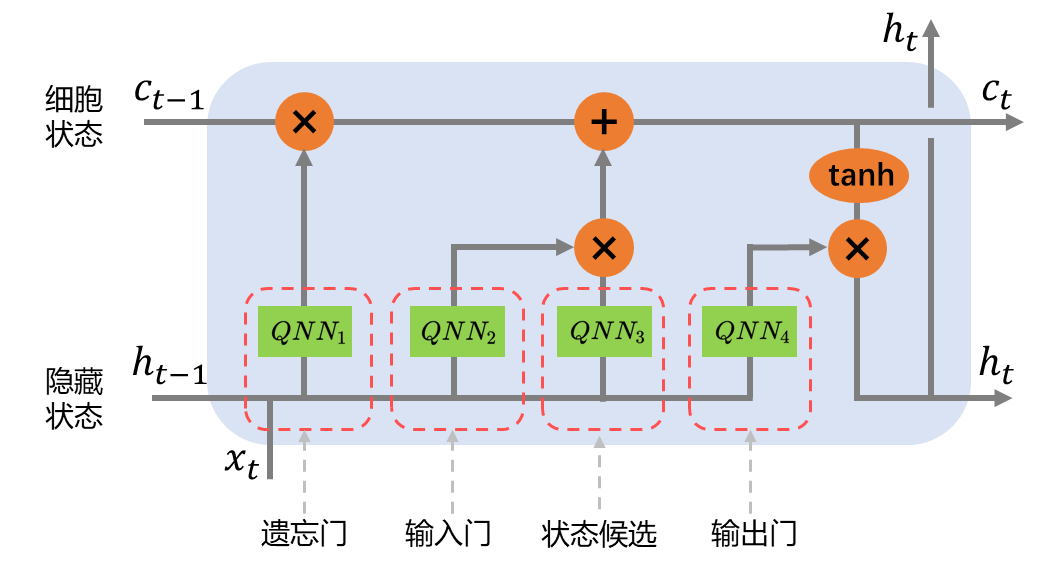 h_t
细胞
状态
c_{t-1}
×
+
c_t
tanh
×
×
QNN_1
QNN_2
QNN_3
QNN_4
隐藏
状态
h_{t-1}
h_t
x_t
遗忘门
输入门
状态候选
输出门